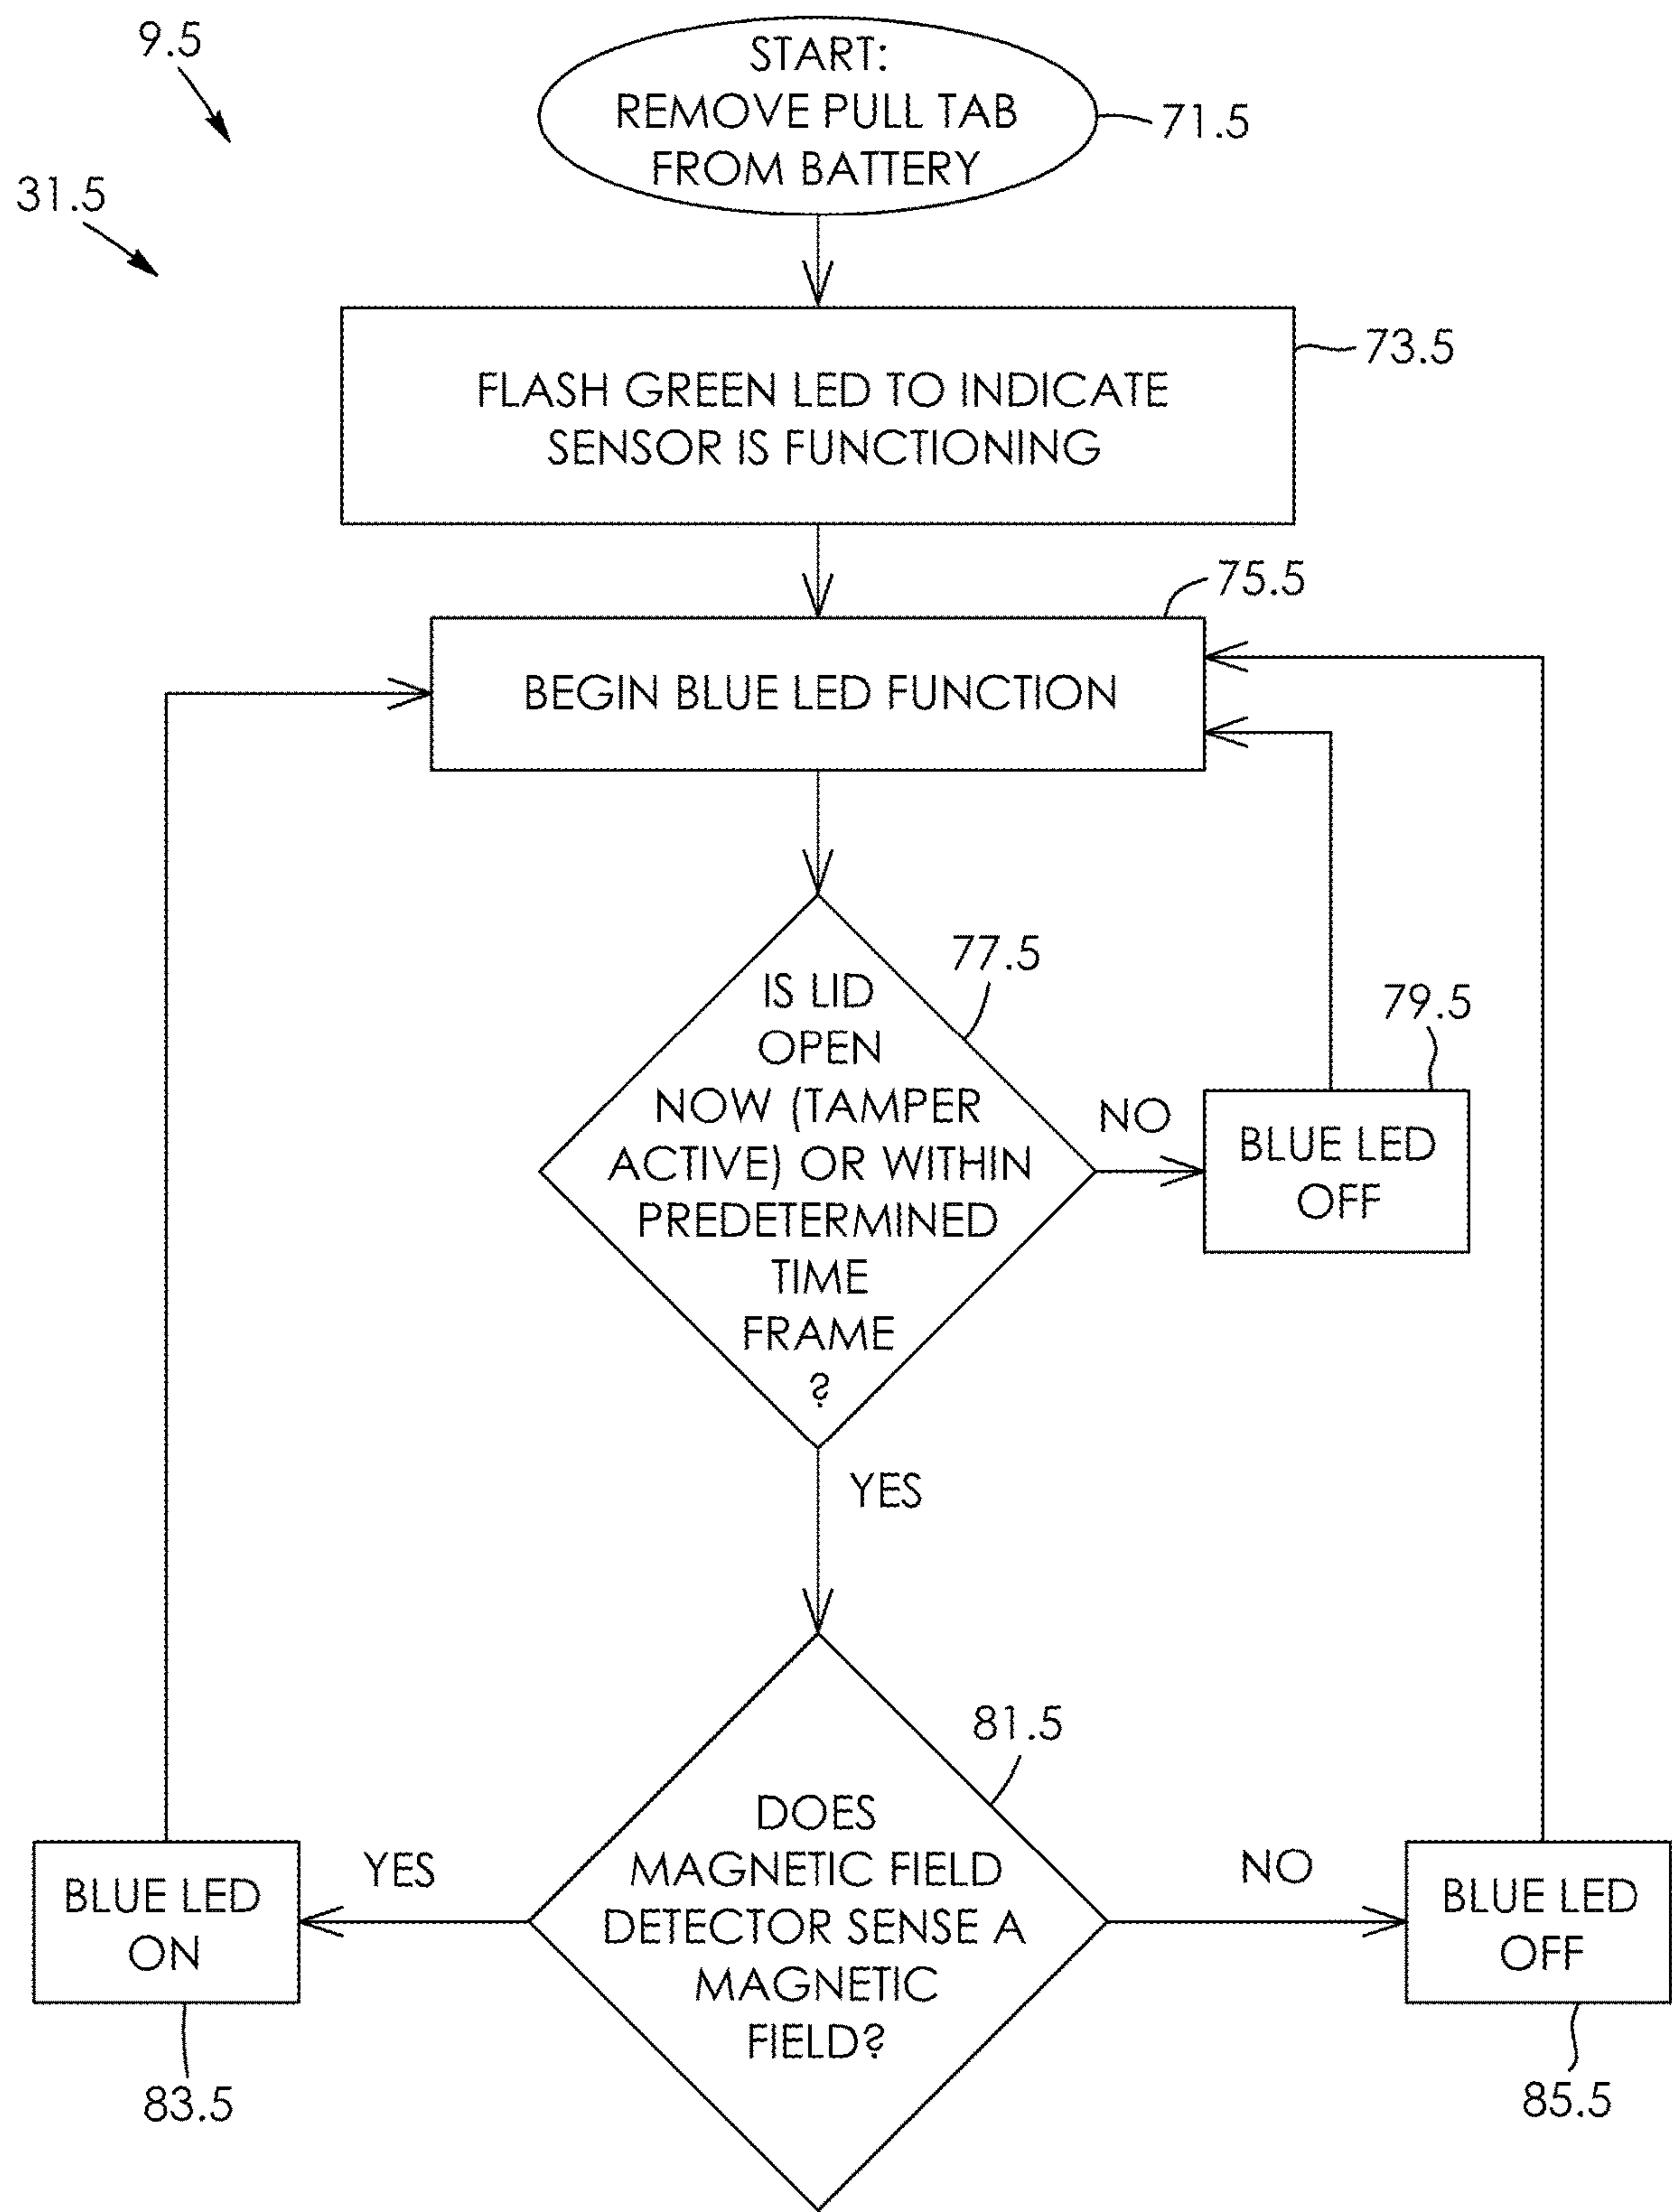 9.5
31.5
START:
REMOVE PULL TAB
FROM BATTERY
71.5
FLASH GREEN LED TO INDICATE
SENSOR IS FUNCTIONING
73.5
75.5
BEGIN BLUE LED FUNCTION
77.5
IS LID
OPEN
NOW (TAMPER
ACTIVE) OR WITHIN
PREDETERMINED
TIME
FRAME
?
NO
79.5
BLUE LED
OFF
YES
81.5
DOES
MAGNETIC FIELD
DETECTOR SENSE A
MAGNETIC
FIELD?
YES
BLUE LED
ON
83.5
NO
BLUE LED
OFF
85.5